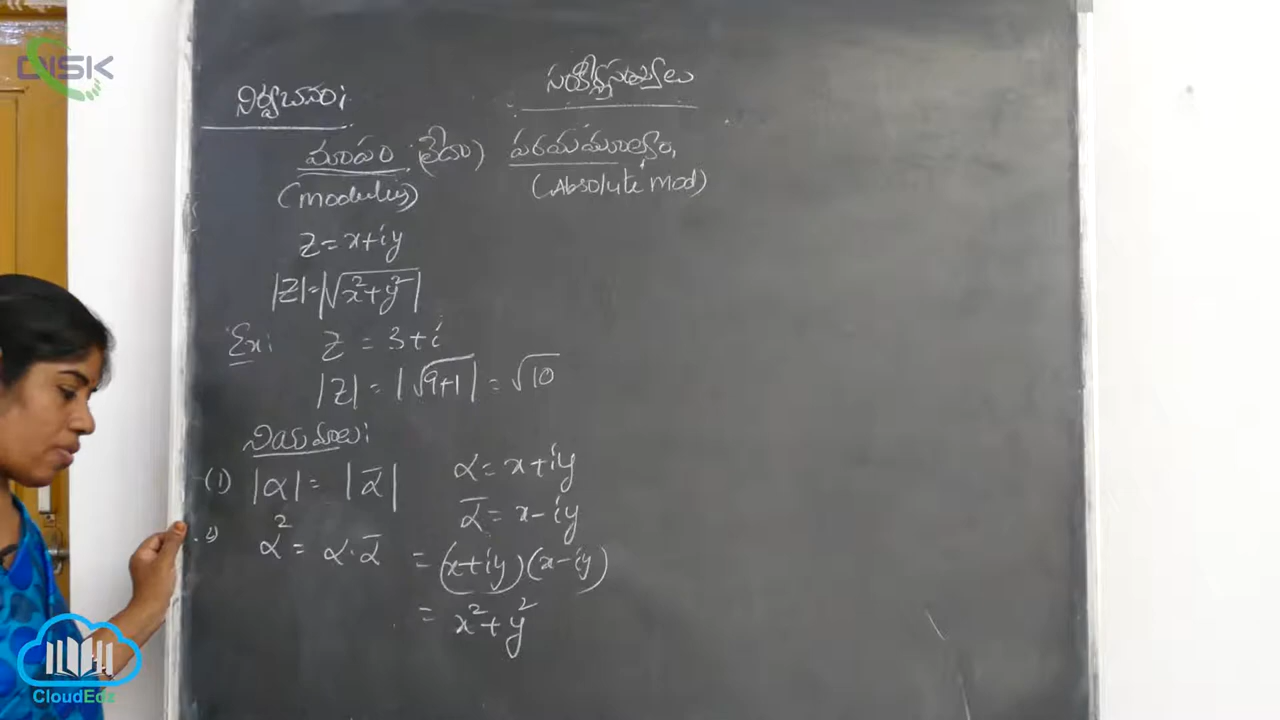 DISK
సంకీర్ణసంఖ్యలు
నిర్వచనం:
మాపం (లేదా) పరమమూల్యం,
(modulus) (Absolute mod)
z = x+iy
|z|=|√x²+y²|
Ex: z = 3+i
|z| = |√9+1| = √10
నియమాలు:
(1) |α| = |ᾱ| α = x+iy
ᾱ = x-iy
α² = α·ᾱ = (x+iy)(x-iy)
= x²+y²
CloudEdz